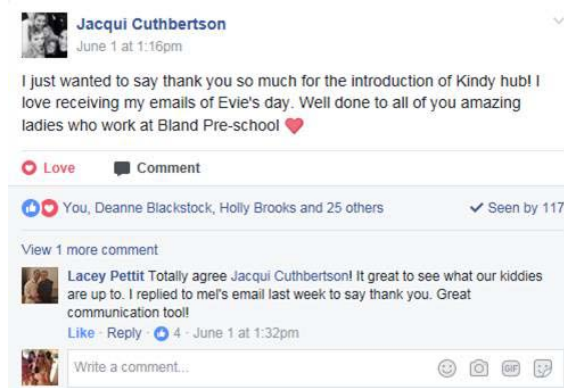 Jacqui Cuthbertson
June 1 at 1:16pm
I just wanted to say thank you so much for the introduction of Kindy hub! I
love receiving my emails of Evie's day. Well done to all of you amazing
ladies who work at Bland Pre-school
Love Comment
You, Deanne Blackstock, Holly Brooks and 25 others Seen by 117
View 1 more comment
Lacey Pettit Totally agree Jacqui Cuthbertson! It great to see what our kiddies
are up to. I replied to mel's email last week to say thank you. Great
communication tool!
Like · Reply · 4 · June 1 at 1:32pm
Write a comment...
GIF